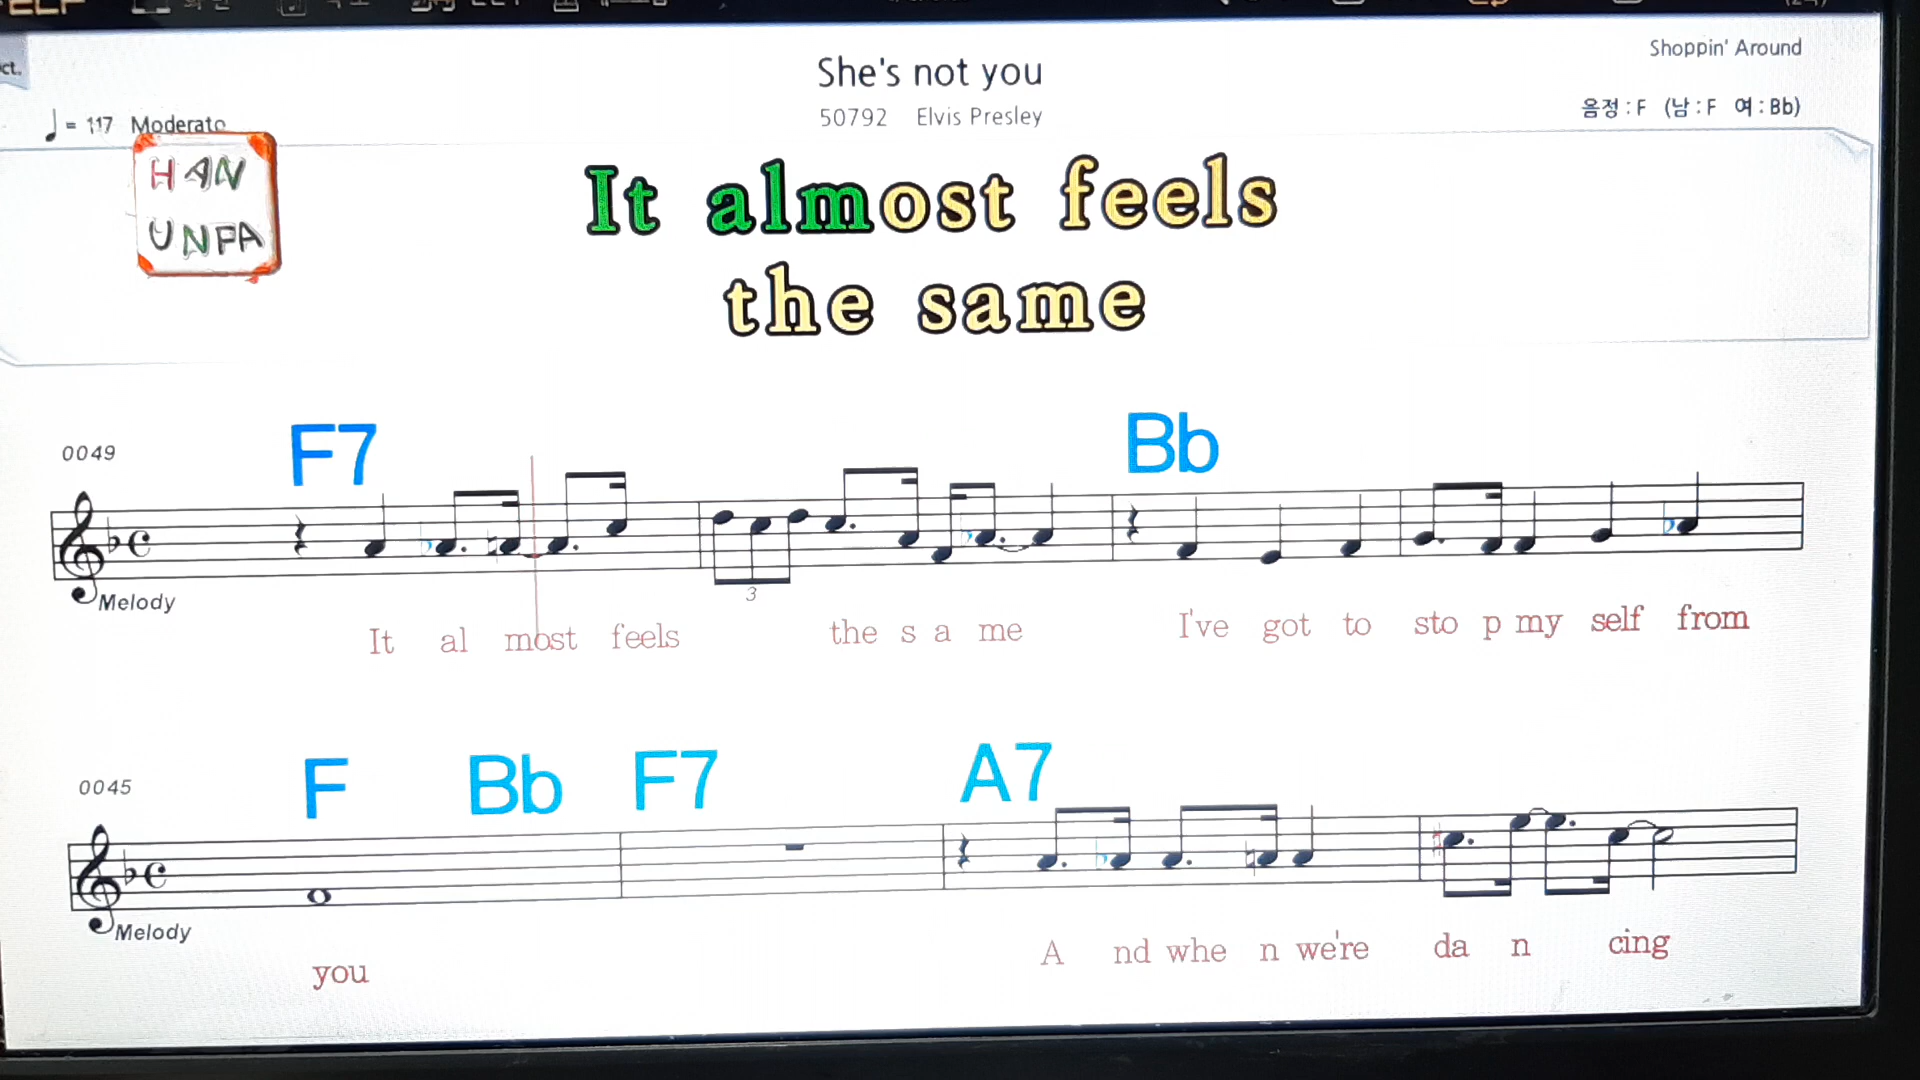 She's not you
Shoppin' Around
50792 Elvis Presley
음정 : F (남 : F 여 : Bb)
ct.
= 117 Moderato
HAN
UNPA
It almost feels
the same
0049
F7 Bb
Melody
3
It al most feels the s a me I've got to sto p my self from
0045
F Bb F7 A7
Melody
you A nd whe n we're da n cing